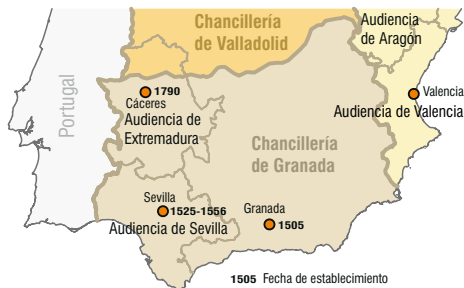 Chancillería
de Valladolid
Audiencia
de Aragón
Portugal
1790
Cáceres
Audiencia de
Extremadura
Valencia
Audiencia de Valencia
Chancillería
de Granada
Sevilla
1525-1556
Audiencia de Sevilla
Granada
1505
1505 Fecha de establecimiento